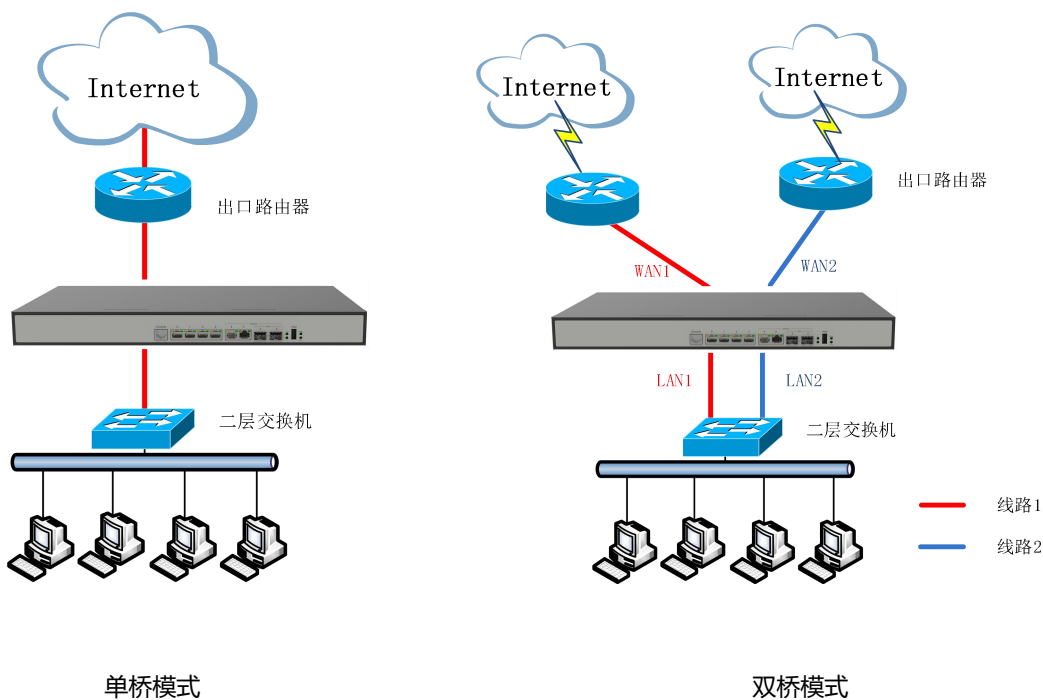 Internet
出口路由器
二层交换机
单桥模式
Internet
Internet
出口路由器
WAN1
WAN2
LAN1
LAN2
二层交换机
线路1
线路2
双桥模式